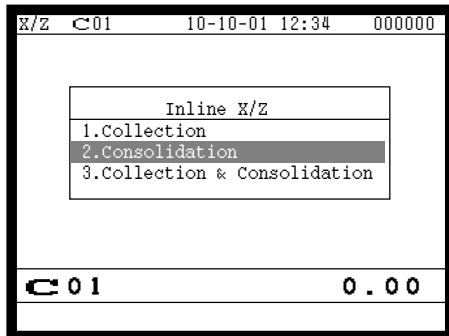 X/Z C01 10-10-01 12:34 000000
Inline X/Z
1.Collection
2.Consolidation
3.Collection & Consolidation
C01 0.00